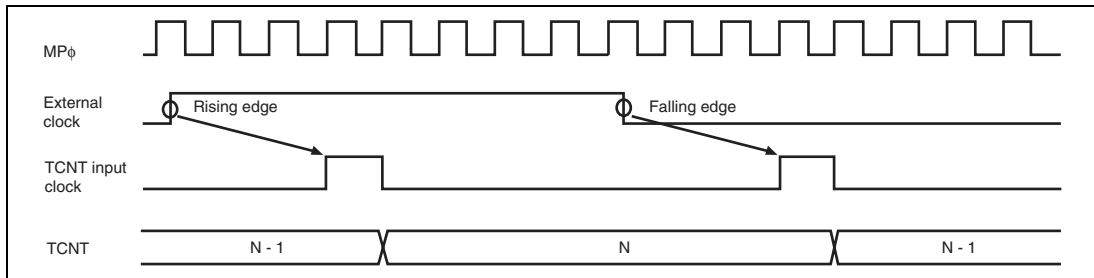 MPφ
External
clock
Rising edge
Falling edge
TCNT input
clock
TCNT
N - 1
N
N - 1